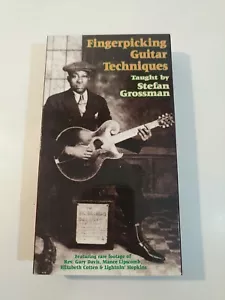 Fingerpicking
Guitar
Techniques
Taught by
Stefan
Grossman
featuring rare footage of
Rev. Gary Davis, Mance Lipscomb
Elizabeth Cotten & Lightnin' Hopkins